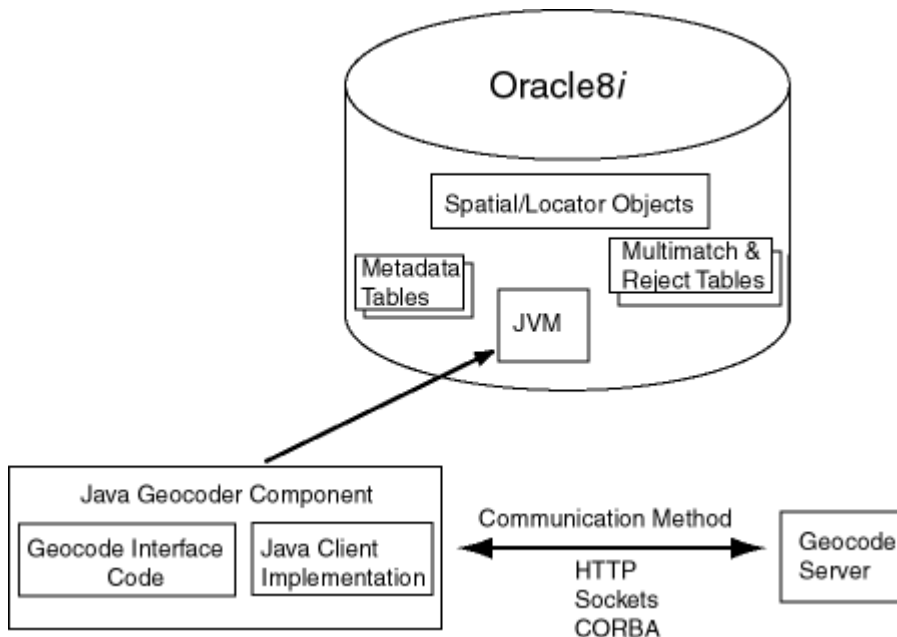 Oracle8i
Spatial/Locator Objects
Metadata
Tables
Multimatch &
Reject Tables
JVM
Java Geocoder Component
Geocode Interface
Code
Java Client
Implementation
Communication Method
HTTP
Sockets
CORBA
Geocode
Server